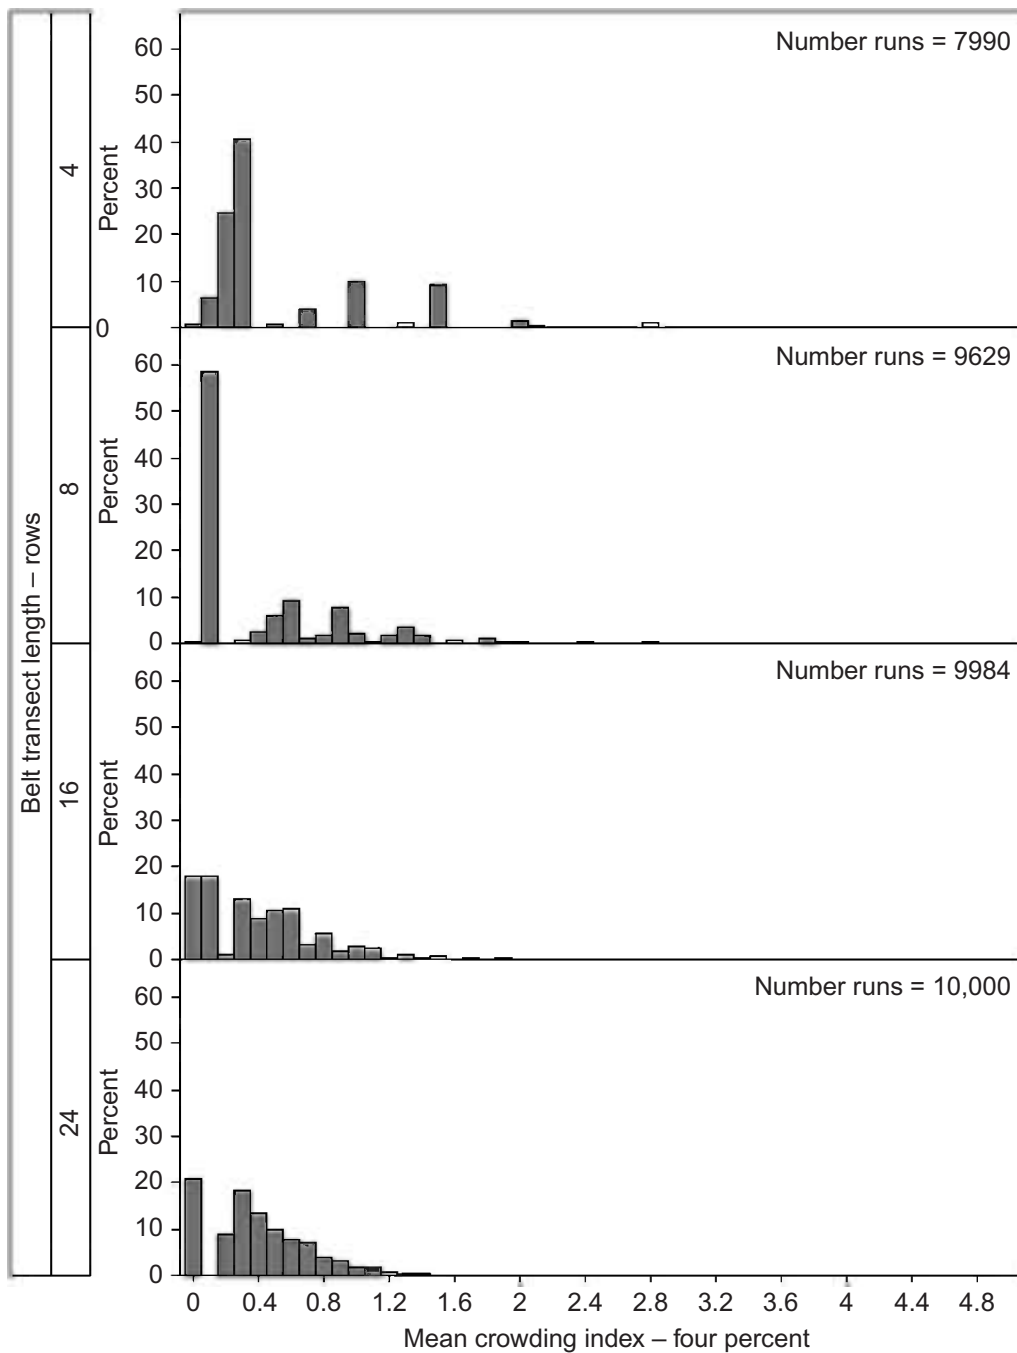 Number runs = 7990
60
50
40
30
20
10
0
Percent
4
Number runs = 9629
60
50
40
30
20
10
0
Percent
8
Belt transect length – rows
Number runs = 9984
60
50
40
30
20
10
0
Percent
16
Number runs = 10,000
60
50
40
30
20
10
0
Percent
24
0 0.4 0.8 1.2 1.6 2 2.4 2.8 3.2 3.6 4 4.4 4.8
Mean crowding index – four percent